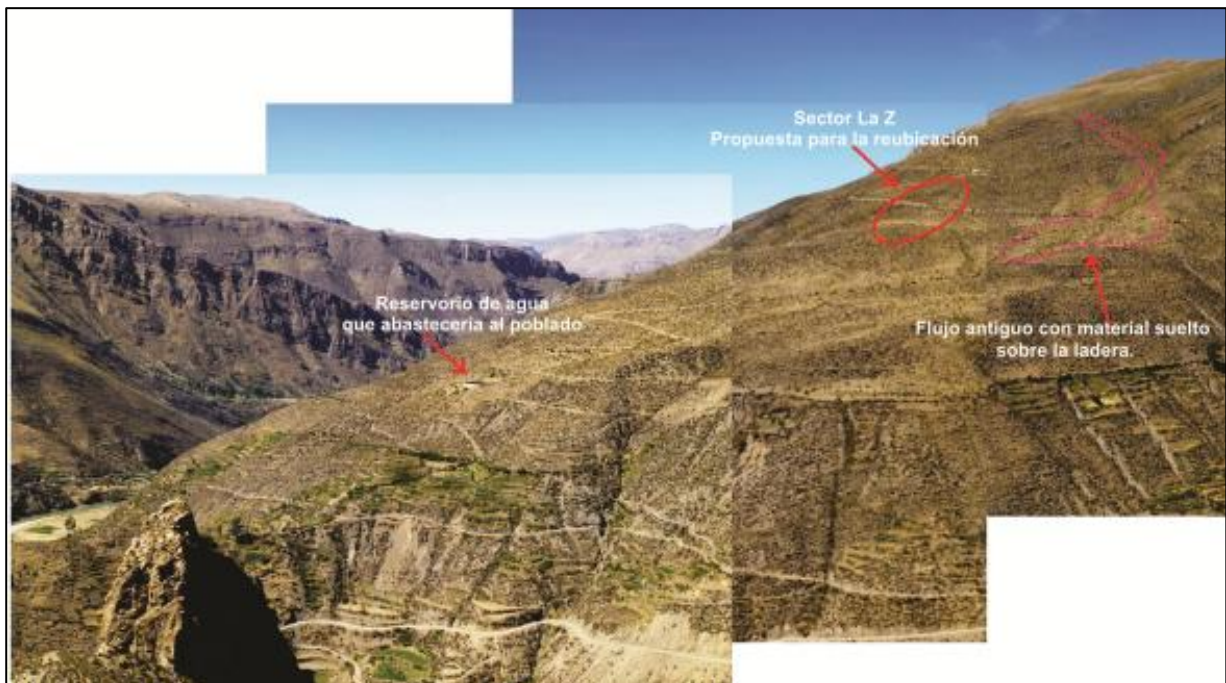 Sector La Z
Propuesta para la reubicación
Reservorio de agua
que abasteceria al poblado
Flujo antiguo con material suelto
sobre la ladera.